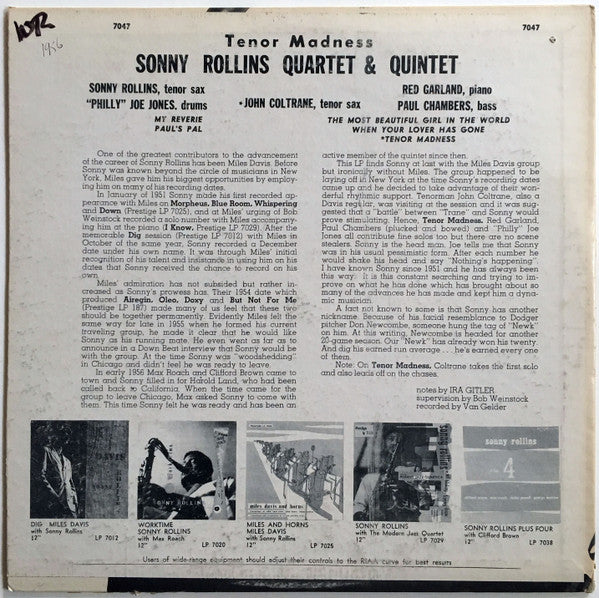 WPR
1956
7047
7047
Tenor Madness
SONNY ROLLINS QUARTET & QUINTET
SONNY ROLLINS, tenor sax
RED GARLAND, piano
"PHILLY" JOE JONES, drums
*JOHN COLTRANE, tenor sax
PAUL CHAMBERS, bass
MY REVERIE
PAUL'S PAL
THE MOST BEAUTIFUL GIRL IN THE WORLD
WHEN YOUR LOVER HAS GONE
*TENOR MADNESS
One of the greatest contributors to the advancement
of the career of Sonny Rollins has been Miles Davis. Before
Sonny was known beyond the circle of musicians in New
York, Miles gave him his biggest opportunities by employ-
ing him on many of his recording dates.
In January of 1951 Sonny made his first recorded ap-
pearance with Miles on Morpheus, Blue Room, Whispering
and Down (Prestige LP 7025), and at Miles' urging of Bob
Weinstock recorded a solo number with Miles accompany-
ing him at the piano (I Know, Prestige LP 7029). After the
memorable Dig session (Prestige LP 7012) with Miles in
October of the same year, Sonny recorded a December
date under his own name. It was through Miles' initial
recognition of his talent and insistence in using him on his
dates that Sonny received the chance to record on his
own.
Miles' admiration has not subsided but rather in-
creased as Sonny's prowess has. Their 1954 date which
produced Airegin, Oleo, Doxy and But Not For Me
(Prestige LP 187) made many of us feel that these two
should be together permanently. Evidently Miles felt the
same way for late in 1955 when he formed his current
traveling group, he made it clear that he would like
Sonny as his running mate. He even went as far as to
announce in a Down Beat interview that Sonny would be
with the group. At the time Sonny was "woodshedding"
in Chicago and didn't feel he was ready to leave.
In early 1956 Max Roach and Clifford Brown came to
town and Sonny filled in for Harold Land, who had been
called back to California. When the time came for the
group to leave Chicago, Max asked Sonny to come with
them. This time Sonny felt he was ready and has been an
active member of the quintet since then.
This LP finds Sonny at last with the Miles Davis group
but ironically without Miles. The group happened to be
laying off in New York at the time Sonny's recording dates
came up and he decided to take advantage of their won-
derful rhythmic support. Tenorman John Coltrane, also a
Davis regular, was visiting at the session and it was sug-
gested that a "battle" between "Trane" and Sonny would
prove stimulating. Hence, Tenor Madness. Red Garland,
Paul Chambers (plucked and bowed) and "Philly" Joe
Jones all contribute fine solos too but there are no scene
stealers. Sonny is the head man. Joe tells me that Sonny
was in his usual pessimistic form. After each number he
would shake his head and say "Nothing's happening".
I have known Sonny since 1951 and he has always been
this way. It is this constant searching and trying to im-
prove on what he has done which has brought about so
many of the advances he has made and kept him a dyna-
mic musician.
A fact not known to some is that Sonny has another
nickname. Because of his facial resemblance to Dodger
pitcher Don Newcombe, someone hung the tag of "Newk"
on him. At this writing, Newcombe is headed for another
20-game season. Our "Newk" has already won his twenty.
And dig his earned run average . . . he's earned every one
of them.
Note: On Tenor Madness, Coltrane takes the first solo
and also leads off on the chases.
notes by IRA GITLER
supervision by Bob Weinstock
recorded by Van Gelder
SONNY ROLLINS
miles davis and horns
sonny rollins
plus
4
DIG MILES DAVIS
with Sonny Rollins
12" LP 7012
WORKTIME
SONNY ROLLINS
with Max Roach
12" LP 7020
MILES AND HORNS
MILES DAVIS
12" LP 7025
SONNY ROLLINS
with The Modern Jazz Quartet
12" LP 7029
SONNY ROLLINS PLUS FOUR
with Clifford Brown
12" LP 7038
Users of wide-range equipment should adjust their controls to the RIAA curve for best results